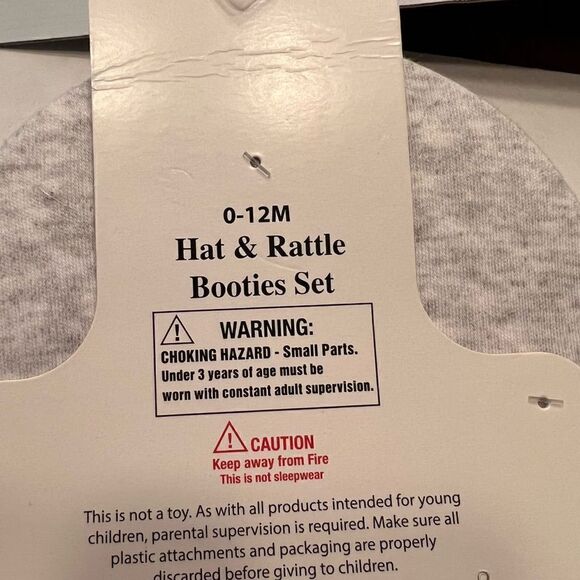 0-12M
Hat & Rattle
Booties Set
WARNING:
CHOKING HAZARD - Small Parts.
Under 3 years of age must be
worn with constant adult supervision.
CAUTION
Keep away from Fire
This is not sleepwear
This is not a toy. As with all products intended for young
children, parental supervision is required. Make sure all
plastic attachments and packaging are properly
discarded before giving to children.